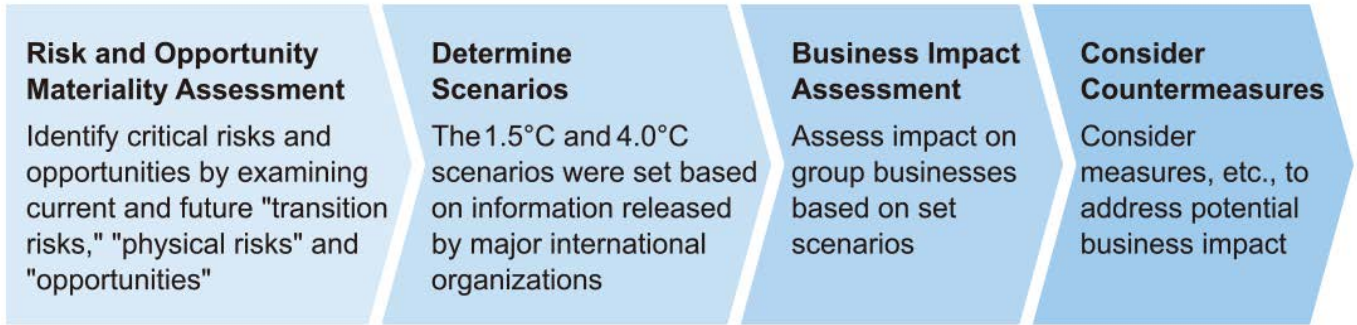 Risk and Opportunity
Materiality Assessment
Identify critical risks and
opportunities by examining
current and future "transition
risks," "physical risks" and
"opportunities"
Determine
Scenarios
The 1.5°C and 4.0°C
scenarios were set based
on information released
by major international
organizations
Business Impact
Assessment
Assess impact on
group businesses
based on set
scenarios
Consider
Countermeasures
Consider
measures, etc., to
address potential
business impact